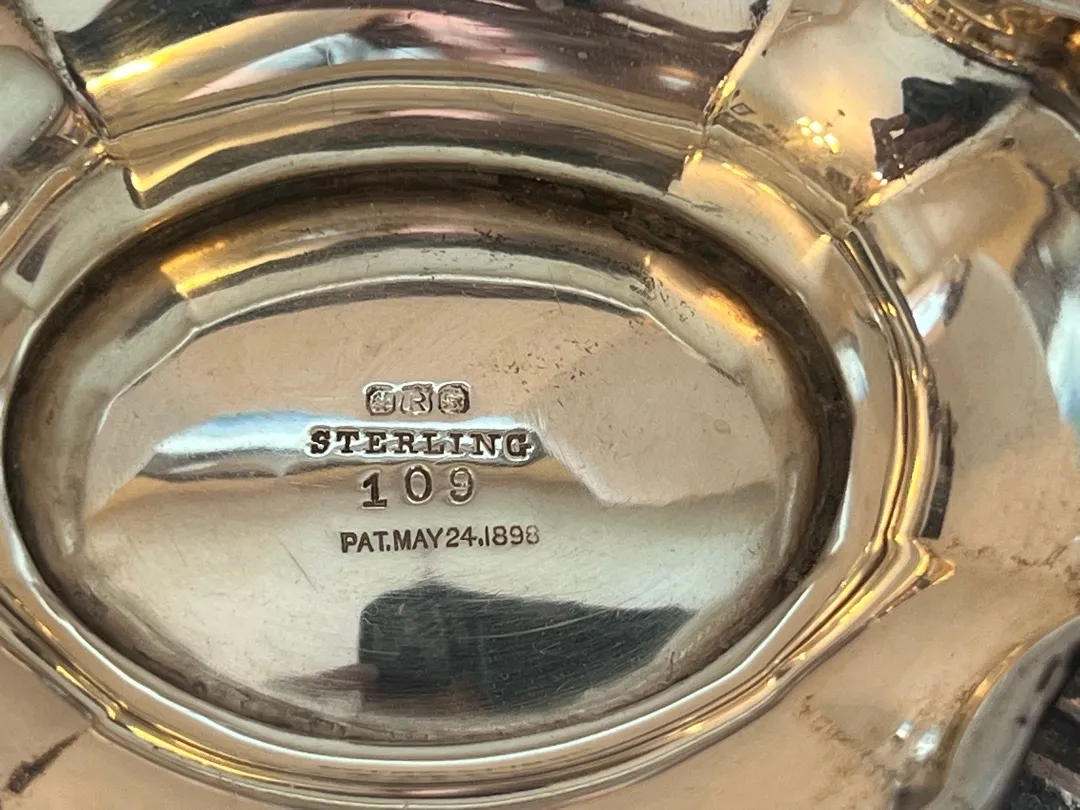 R
STERLING
109
PAT.MAY 24.1898